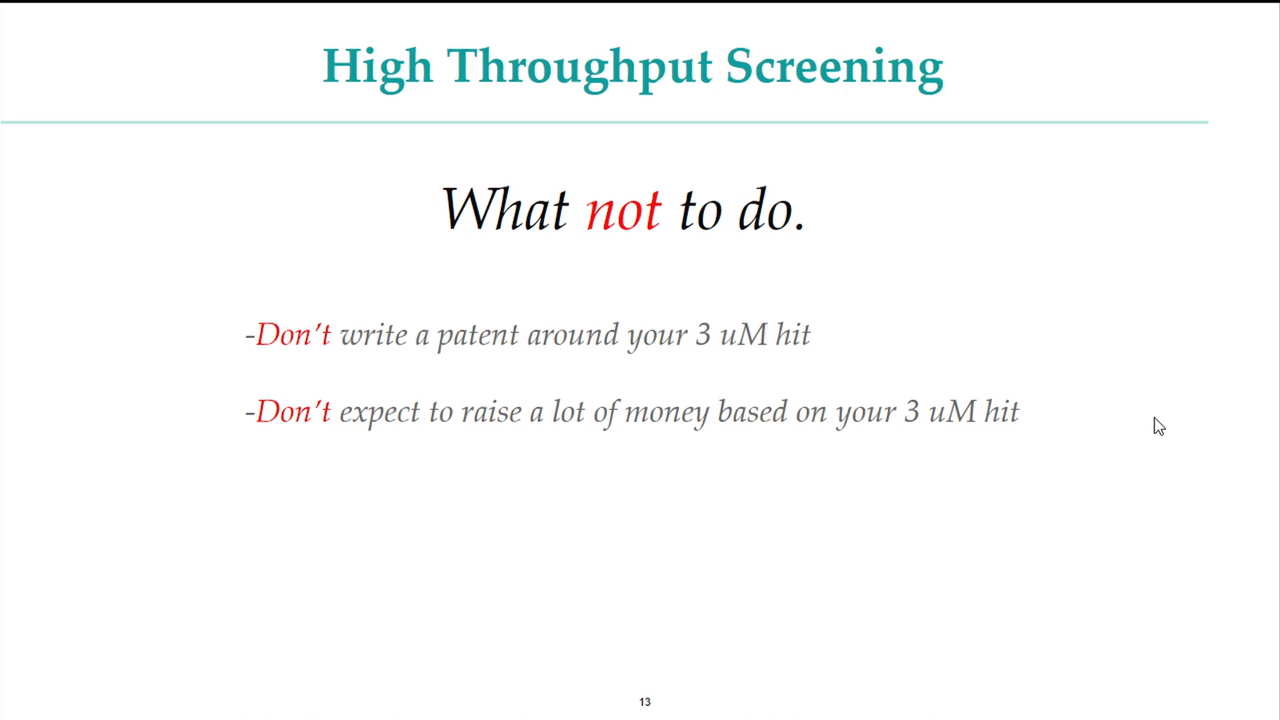 High Throughput Screening
What not to do.
-Don't write a patent around your 3 uM hit
-Don't expect to raise a lot of money based on your 3 uM hit
13